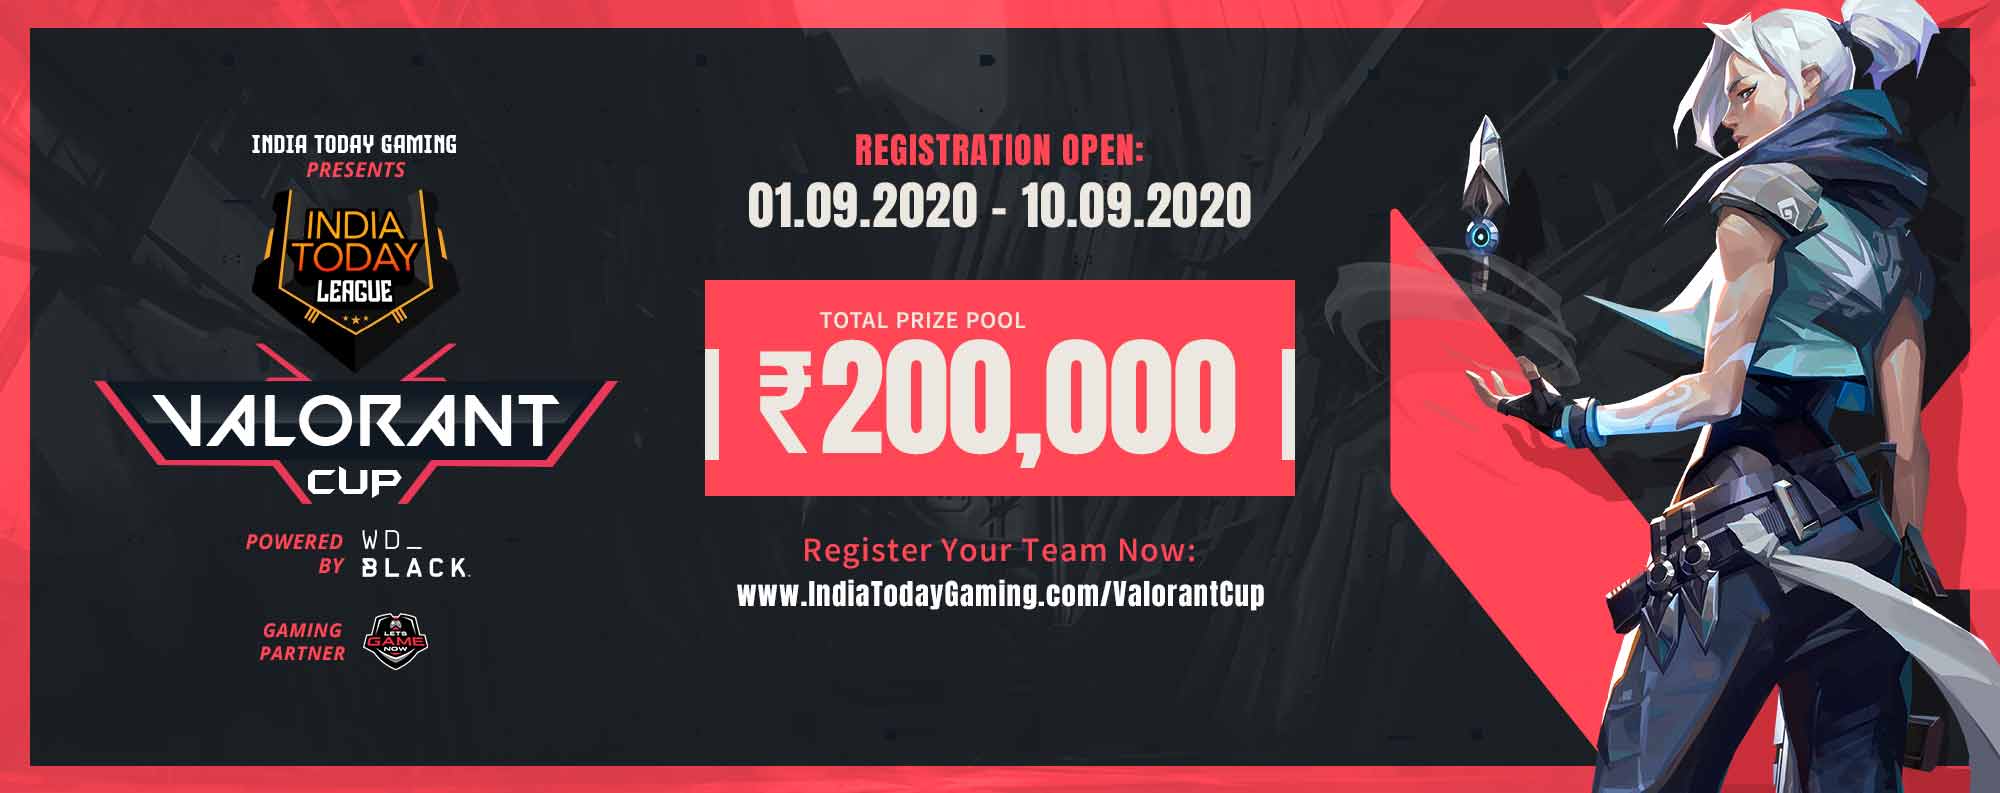 INDIA TODAY GAMING
PRESENTS
INDIA
TODAY
LEAGUE
VALORANT
CUP
POWERED
BY
WD_
BLACK.
GAMING
PARTNER
LETS
GAME
NOW
REGISTRATION OPEN:
01.09.2020 - 10.09.2020
TOTAL PRIZE POOL
₹200,000
Register Your Team Now:
www.IndiaTodayGaming.com/ValorantCup